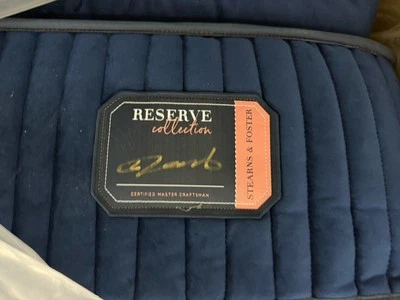 RESERVE
collection
CERTIFIED MASTER CRAFTSMAN
STEARNS & FOSTER